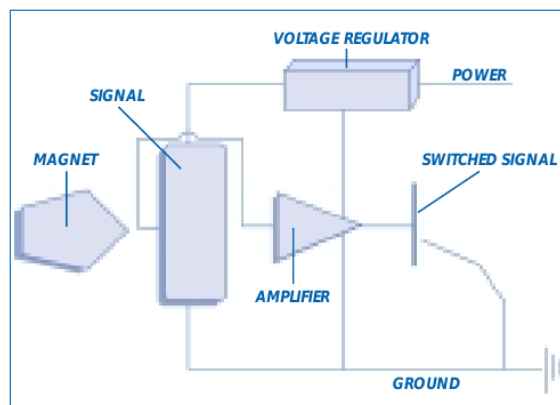 VOLTAGE REGULATOR
POWER
SIGNAL
MAGNET
SWITCHED SIGNAL
AMPLIFIER
GROUND